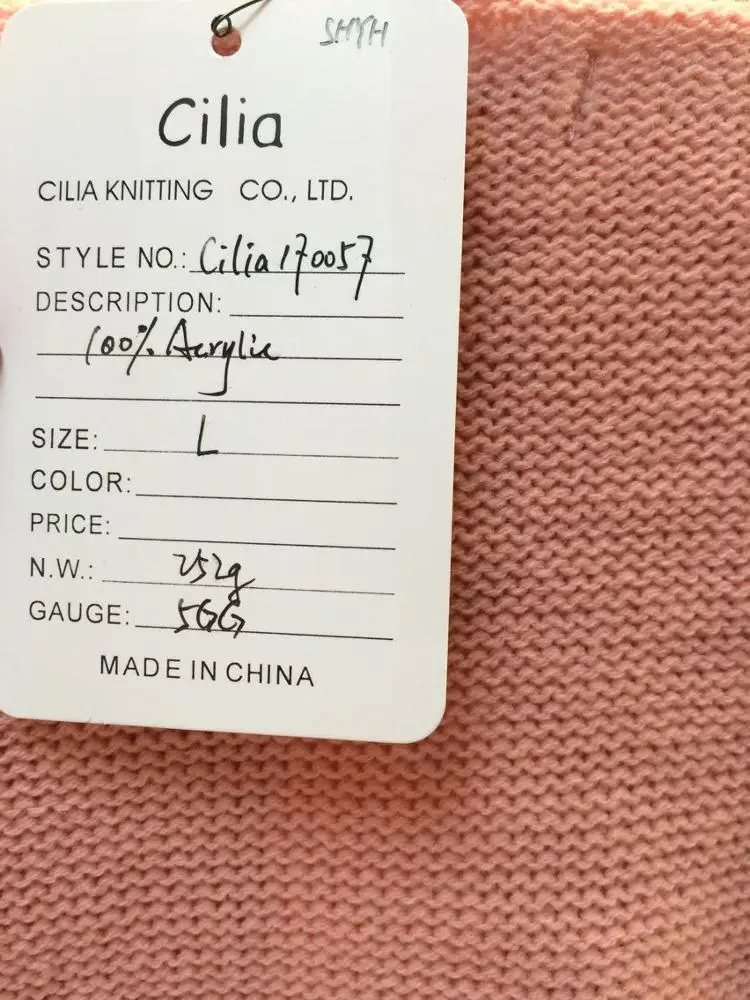 SHYH
Cilia
CILIA KNITTING CO., LTD.
STYLE NO.: Cilia170057
DESCRIPTION:
100% Acrylic
SIZE: L
COLOR:
PRICE:
N.W.: 252g
GAUGE: 5GG
MADE IN CHINA